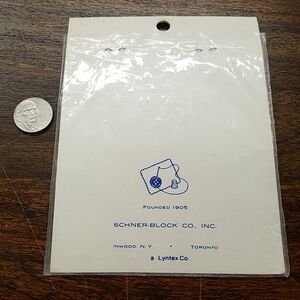 FOUNDED 1905
SCHNER-BLOCK CO., INC.
INWOOD, N.Y. • TORONTO
a Lyntex Co.